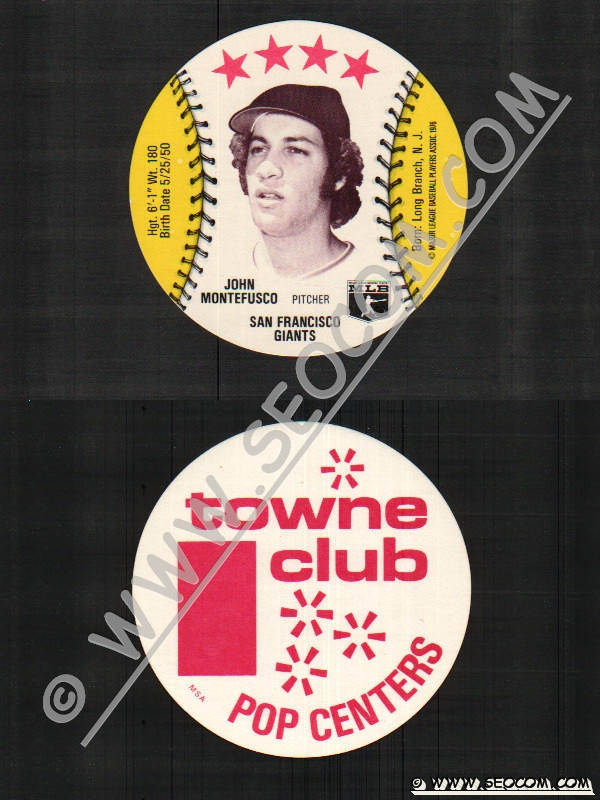 Hgt. 6'-1" Wt. 180
Birth Date 5/25/50
Born: Long Branch, N. J.
© MAJOR LEAGUE BASEBALL PLAYERS ASSOC. 1976
JOHN
MONTEFUSCO PITCHER
MLB
SAN FRANCISCO
GIANTS
towne
club
MSA
POP CENTERS
© WWW.SEOCOM.COM
© WWW.SEOCOM.COM